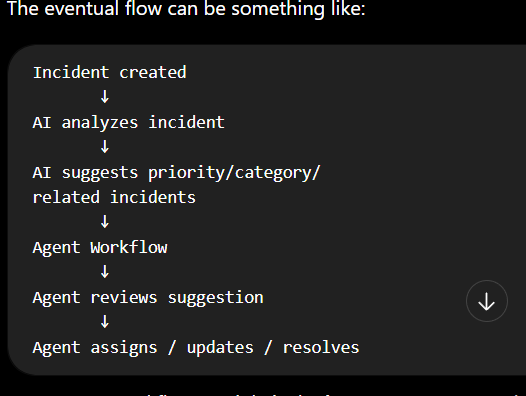 The eventual flow can be something like:
Incident created
↓
AI analyzes incident
↓
AI suggests priority/category/
related incidents
↓
Agent Workflow
↓
Agent reviews suggestion
↓
Agent assigns / updates / resolves